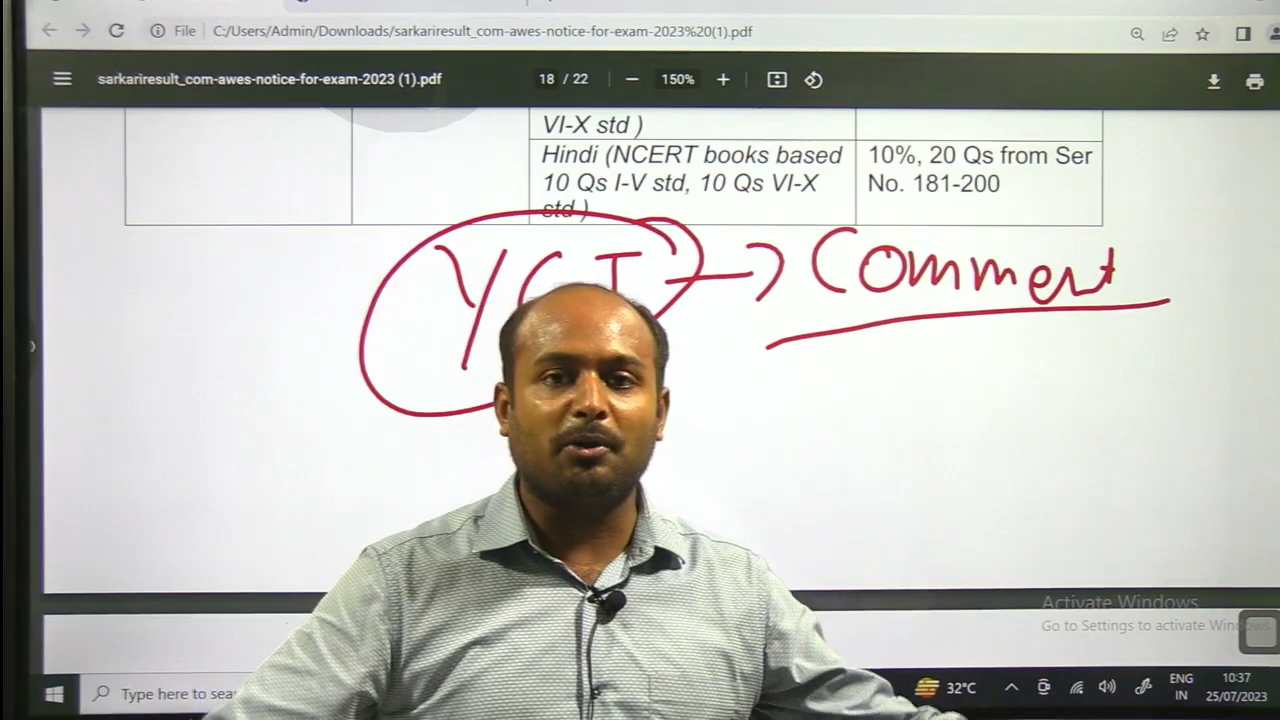 File C:/Users/Admin/Downloads/sarkariresult_com-awes-notice-for-exam-2023%20(1).pdf
sarkariresult_com-awes-notice-for-exam-2023 (1).pdf 18 / 22 150%
VI-X std )
Hindi (NCERT books based
10 Qs I-V std, 10 Qs VI-X
std )
10%, 20 Qs from Ser
No. 181-200
Comment
Activate Windows
Go to Settings to activate Windows.
Type here to sea
32°C
ENG
IN
10:37
25/07/2023